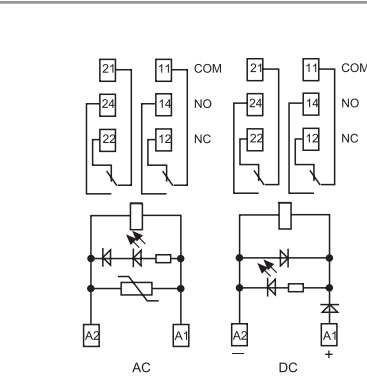 21 11 COM 21 11 COM
24 14 NO 24 14 NO
22 12 NC 22 12 NC
A2 A1 A2 A1
− +
AC DC